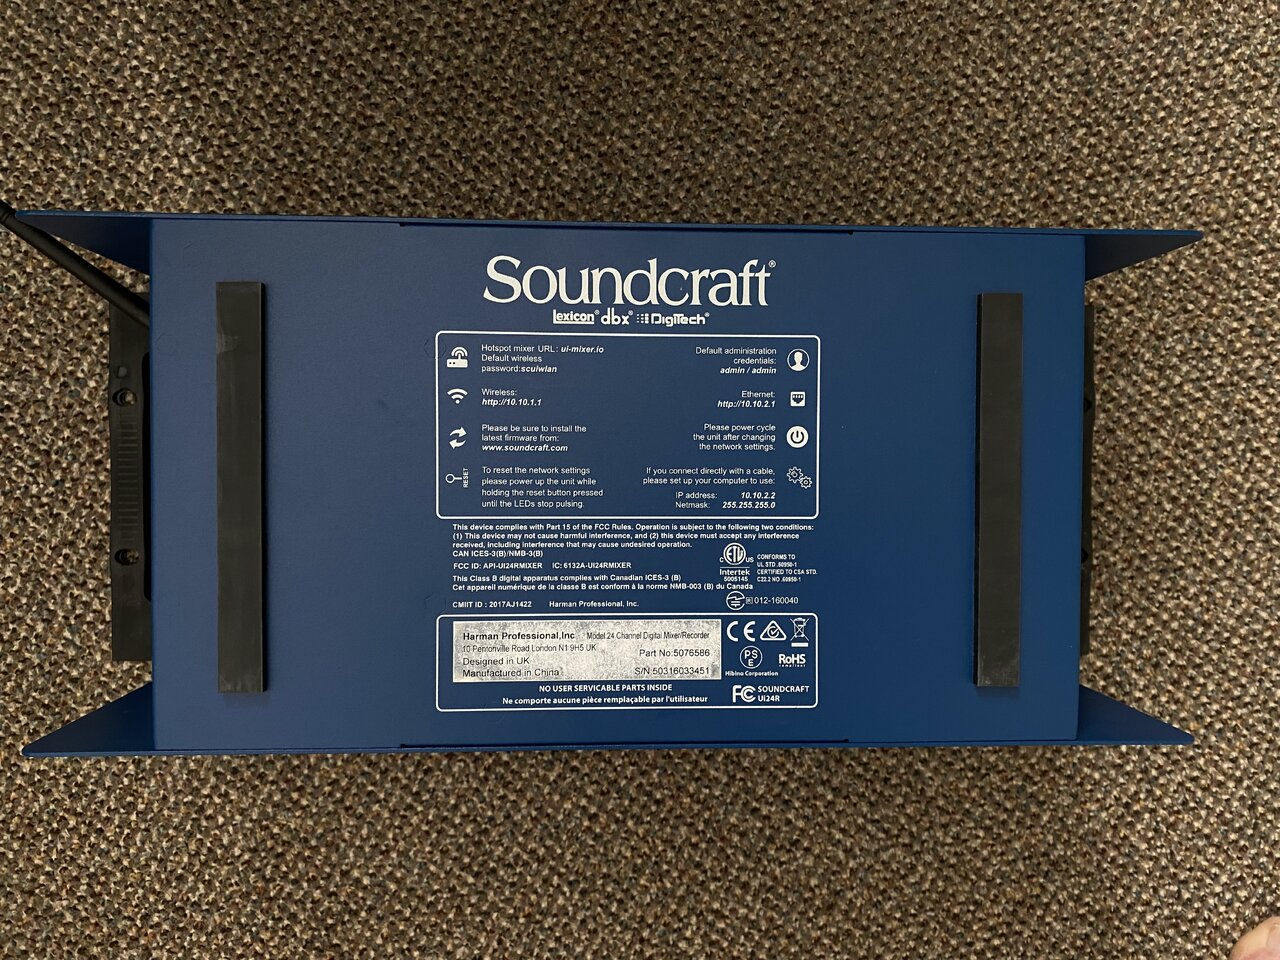 Soundcraft®
lexicon® dbx® DigiTech®
Hotspot mixer URL: ui-mixer.io
Default wireless
password:scuiwlan
Default administration
credentials:
admin / admin
Wireless:
http://10.10.1.1
Ethernet:
http://10.10.2.1
Please be sure to install the
latest firmware from:
www.soundcraft.com
Please power cycle
the unit after changing
the network settings.
RESET
To reset the network settings
please power up the unit while
holding the reset button pressed
until the LEDs stop pulsing.
If you connect directly with a cable,
please set up your computer to use:
IP address: 10.10.2.2
Netmask: 255.255.255.0
This device complies with Part 15 of the FCC Rules. Operation is subject to the following two conditions:
(1) This device may not cause harmful interference, and (2) this device must accept any interference
received, including interference that may cause undesired operation.
CAN ICES-3(B)/NMB-3(B)
FCC ID: API-UI24RMIXER IC: 6132A-UI24RMIXER
This Class B digital apparatus complies with Canadian ICES-3 (B)
Cet appareil numérique de la classe B est conform à la norme NMB-003 (B) du Canada
CMIIT ID : 2017AJ1422 Harman Professional, Inc.
c ETL us
Intertek
5005145
CONFORMS TO
UL STD .60950-1
CERTIFIED TO CSA STD.
C22.2 NO .60950-1
R 012-160040
Harman Professional,Inc Model:24 Channel Digital Mixer/Recorder
10 Pentonville Road London N1 9H5 UK
Part No:5076586
Designed in UK
Manufactured in China S/N:50316033451
NO USER SERVICABLE PARTS INSIDE
Ne comporte aucune pièce remplaçable par l'utilisateur
CE
PS
E
Hibino Corporation
RoHS
compliant
FC SOUNDCRAFT
Ui24R